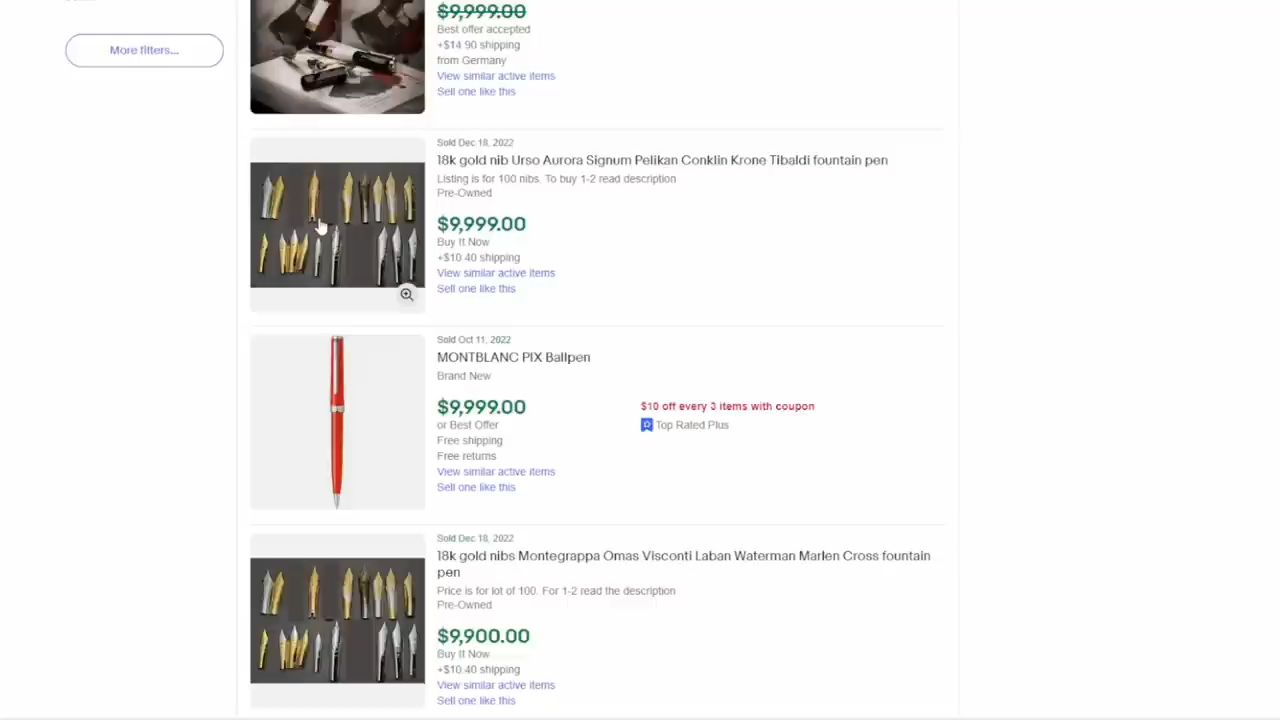 More filters...
$9,999.00
Best offer accepted
+$14.90 shipping
from Germany
View similar active items
Sell one like this
Sold Dec 18, 2022
18k gold nib Urso Aurora Signum Pelikan Conklin Krone Tibaldi fountain pen
Listing is for 100 nibs. To buy 1-2 read description
Pre-Owned
$9,999.00
Buy It Now
+$10.40 shipping
View similar active items
Sell one like this
Sold Oct 11, 2022
MONTBLANC PIX Ballpen
Brand New
$9,999.00
or Best Offer
Free shipping
Free returns
View similar active items
Sell one like this
$10 off every 3 items with coupon
Top Rated Plus
Sold Dec 18, 2022
18k gold nibs Montegrappa Omas Visconti Laban Waterman Marlen Cross fountain
pen
Price is for lot of 100. For 1-2 read the description
Pre-Owned
$9,900.00
Buy It Now
+$10.40 shipping
View similar active items
Sell one like this